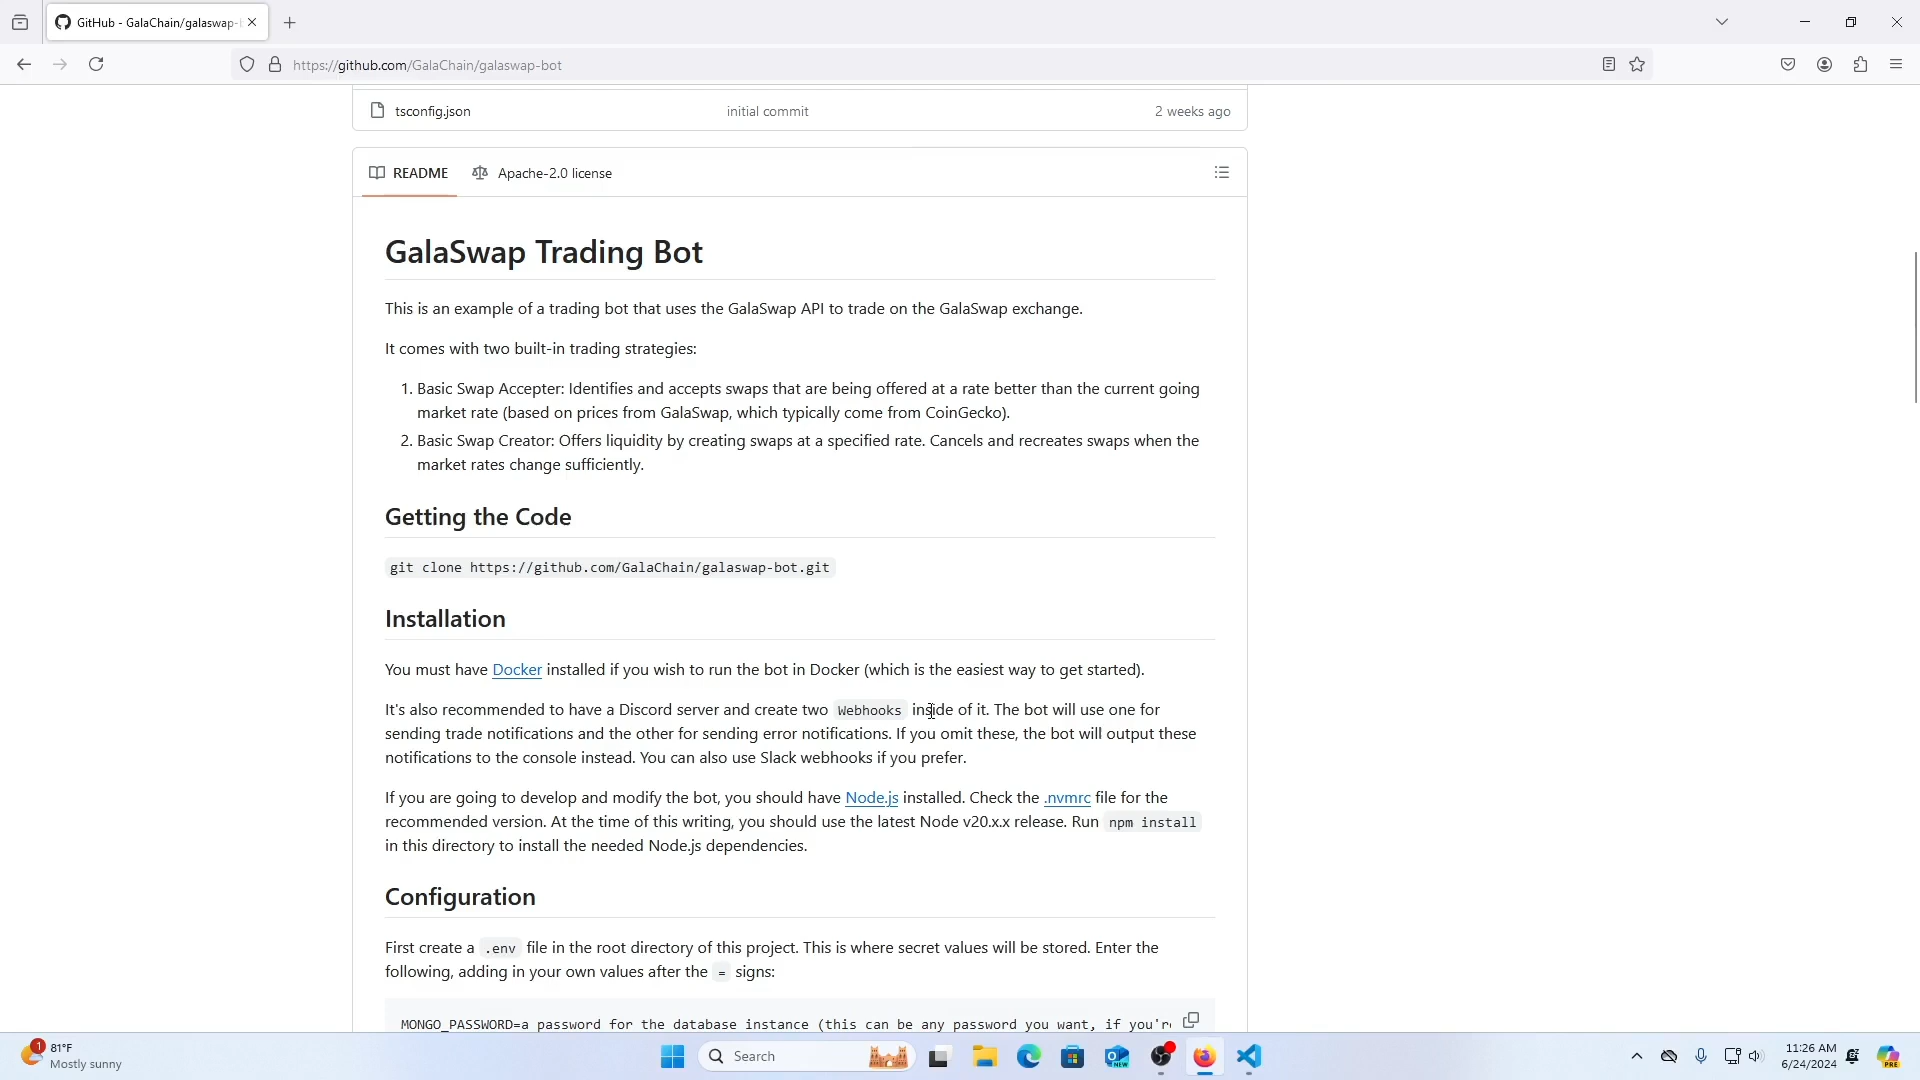 GitHub - GalaChain/galaswap-b
https://github.com/GalaChain/galaswap-bot
tsconfig.json initial commit 2 weeks ago
README Apache-2.0 license
GalaSwap Trading Bot
This is an example of a trading bot that uses the GalaSwap API to trade on the GalaSwap exchange.
It comes with two built-in trading strategies:
1. Basic Swap Accepter: Identifies and accepts swaps that are being offered at a rate better than the current going
market rate (based on prices from GalaSwap, which typically come from CoinGecko).
2. Basic Swap Creator: Offers liquidity by creating swaps at a specified rate. Cancels and recreates swaps when the
market rates change sufficiently.
Getting the Code
git clone https://github.com/GalaChain/galaswap-bot.git
Installation
You must have Docker installed if you wish to run the bot in Docker (which is the easiest way to get started).
It's also recommended to have a Discord server and create two Webhooks inside of it. The bot will use one for
sending trade notifications and the other for sending error notifications. If you omit these, the bot will output these
notifications to the console instead. You can also use Slack webhooks if you prefer.
If you are going to develop and modify the bot, you should have Node.js installed. Check the .nvmrc file for the
recommended version. At the time of this writing, you should use the latest Node v20.x.x release. Run npm install
in this directory to install the needed Node.js dependencies.
Configuration
First create a .env file in the root directory of this project. This is where secret values will be stored. Enter the
following, adding in your own values after the = signs:
MONGO_PASSWORD=a password for the database instance (this can be any password you want, if you'r
1
81°F
Mostly sunny
Search
NEW
11:26 AM
6/24/2024
PRE